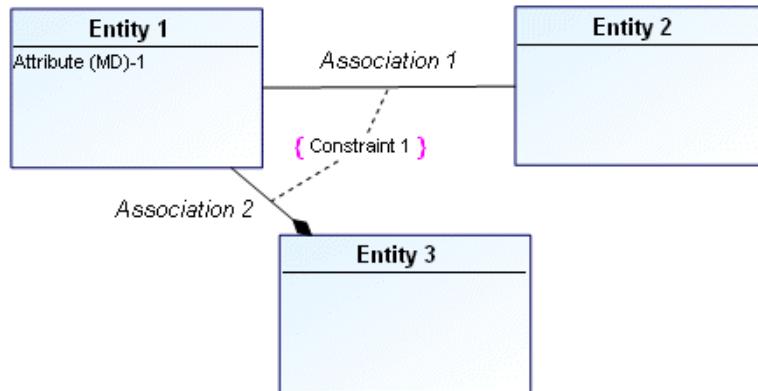 Entity 1
Attribute (MD)-1
Association 1
Entity 2
{ Constraint 1 }
Association 2
Entity 3